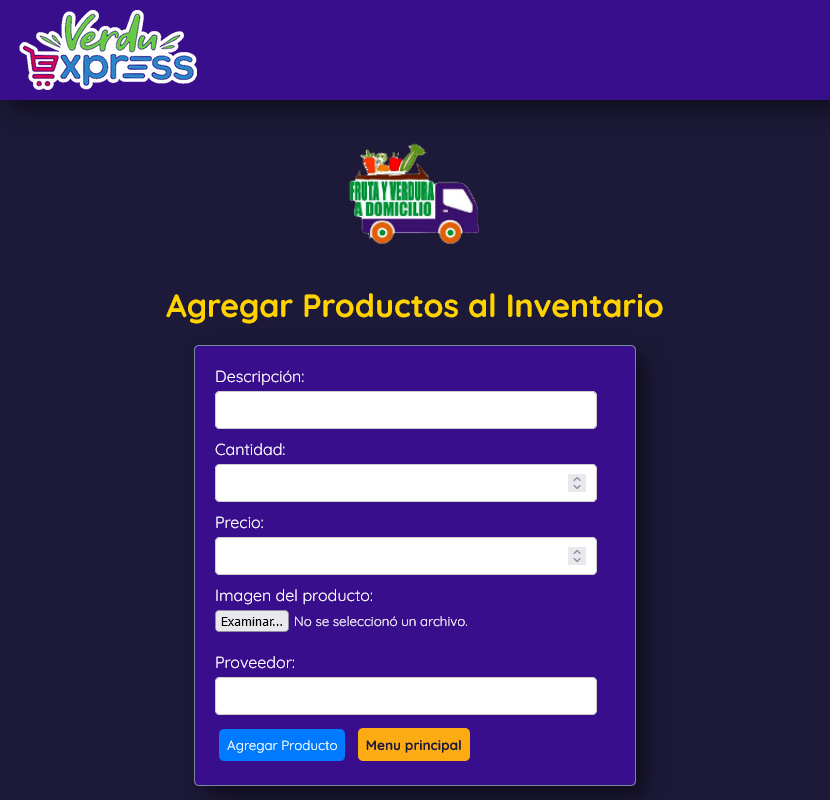 Verdu
express
FRUTA Y VERDURA
A DOMICILIO
Agregar Productos al Inventario
Descripción:
Cantidad:
Precio:
Imagen del producto:
Examinar... No se seleccionó un archivo.
Proveedor:
Agregar Producto Menu principal